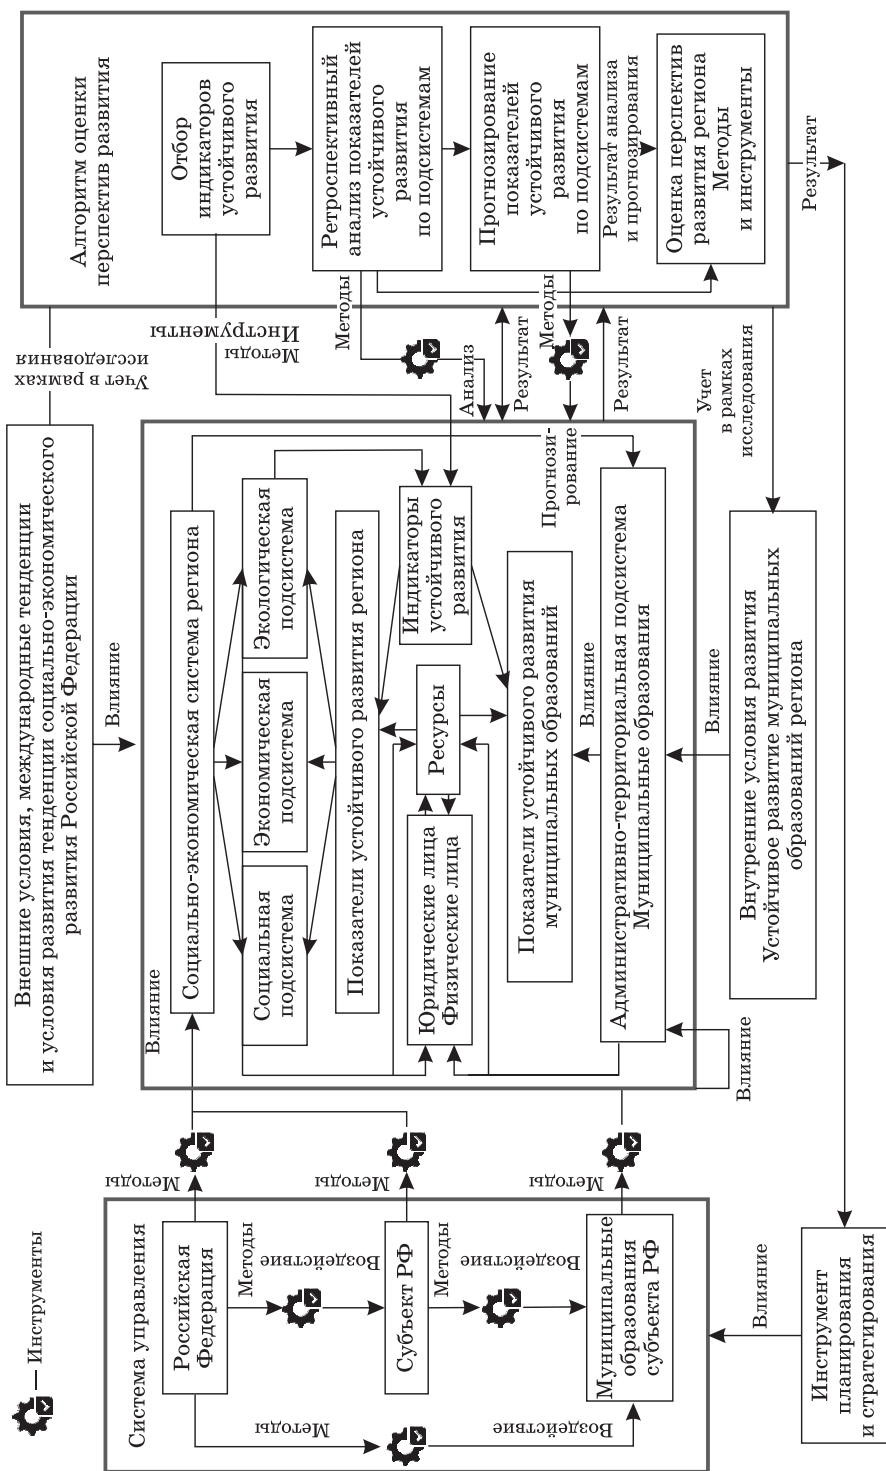 — Инструменты
Система управления
Российская
Федерация
Методы
Воздействие
Субъект РФ
Методы
Воздействие
Муниципальные
образования
субъекта РФ
Методы
Воздействие
Методы
Методы
Методы
Инструмент
планирования
и стратегирования
Влияние
Внешние условия, международные тенденции
и условия развития тенденции социально-экономического
развития Российской Федерации
Влияние
Влияние
Социально-экономическая система региона
Социальная
подсистема
Экономическая
подсистема
Экологическая
подсистема
Показатели устойчивого развития региона
Юридические лица
Физические лица
Ресурсы
Индикаторы
устойчивого
развития
Показатели устойчивого развития
муниципальных образований
Прогнози-
рование
Влияние
Административно-территориальная подсистема
Муниципальные образования
Влияние
Влияние
Внутренние условия развития
Устойчивое развитие муниципальных
образований региона
Учет в рамках
исследования
Методы
Инструменты
Методы
Анализ
Результат
Методы
Результат
Учет
в рамках
исследования
Алгоритм оценки
перспектив развития
Отбор
индикаторов
устойчивого
развития
Ретроспективный
анализ показателей
устойчивого
развития
по подсистемам
Прогнозирование
показателей
устойчивого
развития
по подсистемам
Результат анализа
и прогнозирования
Оценка перспектив
развития региона
Методы
и инструменты
Результат